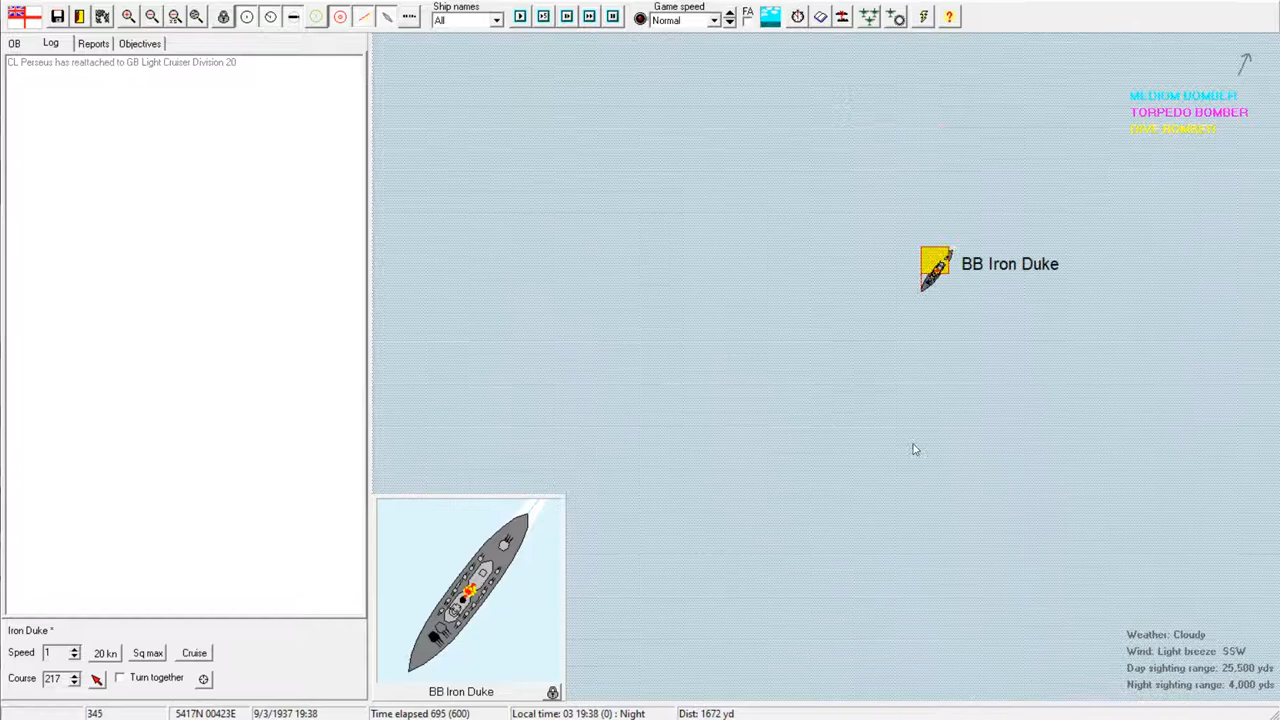 Ship names
Game speed
All
Normal
FA
OB
Log
Reports
Objectives
CL Perseus has reattached to GB Light Cruiser Division 20
MEDIUM BOMBER
TORPEDO BOMBER
DIVE BOMBER
BB Iron Duke
Iron Duke *
Speed
1
20 kn
Sq max
Cruise
Course
217
Turn together
BB Iron Duke
Weather: Cloudy
Wind: Light breeze SSW
Day sighting range: 25,500 yds
Night sighting range: 4,000 yds
345
5417N 00423E
9/3/1937 19:38
Time elapsed 695 (600)
Local time: 03 19:38 (0) : Night
Dist: 1672 yd